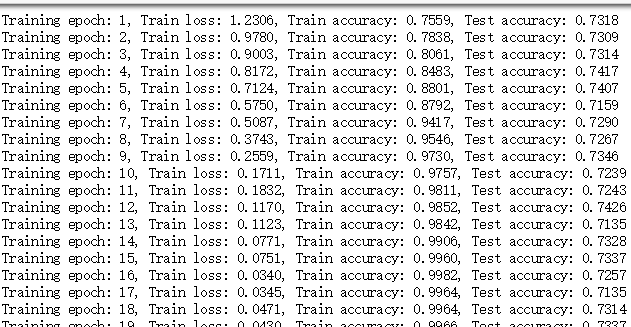 Training epoch: 1, Train loss: 1.2306, Train accuracy: 0.7559, Test accuracy: 0.7318
Training epoch: 2, Train loss: 0.9780, Train accuracy: 0.7838, Test accuracy: 0.7309
Training epoch: 3, Train loss: 0.9003, Train accuracy: 0.8061, Test accuracy: 0.7314
Training epoch: 4, Train loss: 0.8172, Train accuracy: 0.8483, Test accuracy: 0.7417
Training epoch: 5, Train loss: 0.7124, Train accuracy: 0.8801, Test accuracy: 0.7407
Training epoch: 6, Train loss: 0.5750, Train accuracy: 0.8792, Test accuracy: 0.7159
Training epoch: 7, Train loss: 0.5087, Train accuracy: 0.9417, Test accuracy: 0.7290
Training epoch: 8, Train loss: 0.3743, Train accuracy: 0.9546, Test accuracy: 0.7267
Training epoch: 9, Train loss: 0.2559, Train accuracy: 0.9730, Test accuracy: 0.7346
Training epoch: 10, Train loss: 0.1711, Train accuracy: 0.9757, Test accuracy: 0.7239
Training epoch: 11, Train loss: 0.1832, Train accuracy: 0.9811, Test accuracy: 0.7243
Training epoch: 12, Train loss: 0.1170, Train accuracy: 0.9852, Test accuracy: 0.7426
Training epoch: 13, Train loss: 0.1123, Train accuracy: 0.9842, Test accuracy: 0.7135
Training epoch: 14, Train loss: 0.0771, Train accuracy: 0.9906, Test accuracy: 0.7328
Training epoch: 15, Train loss: 0.0751, Train accuracy: 0.9960, Test accuracy: 0.7337
Training epoch: 16, Train loss: 0.0340, Train accuracy: 0.9982, Test accuracy: 0.7257
Training epoch: 17, Train loss: 0.0345, Train accuracy: 0.9964, Test accuracy: 0.7135
Training epoch: 18, Train loss: 0.0471, Train accuracy: 0.9964, Test accuracy: 0.7314
Training epoch: 19, Train loss: 0.0430, Train accuracy: 0.9966, Test accuracy: 0.7337